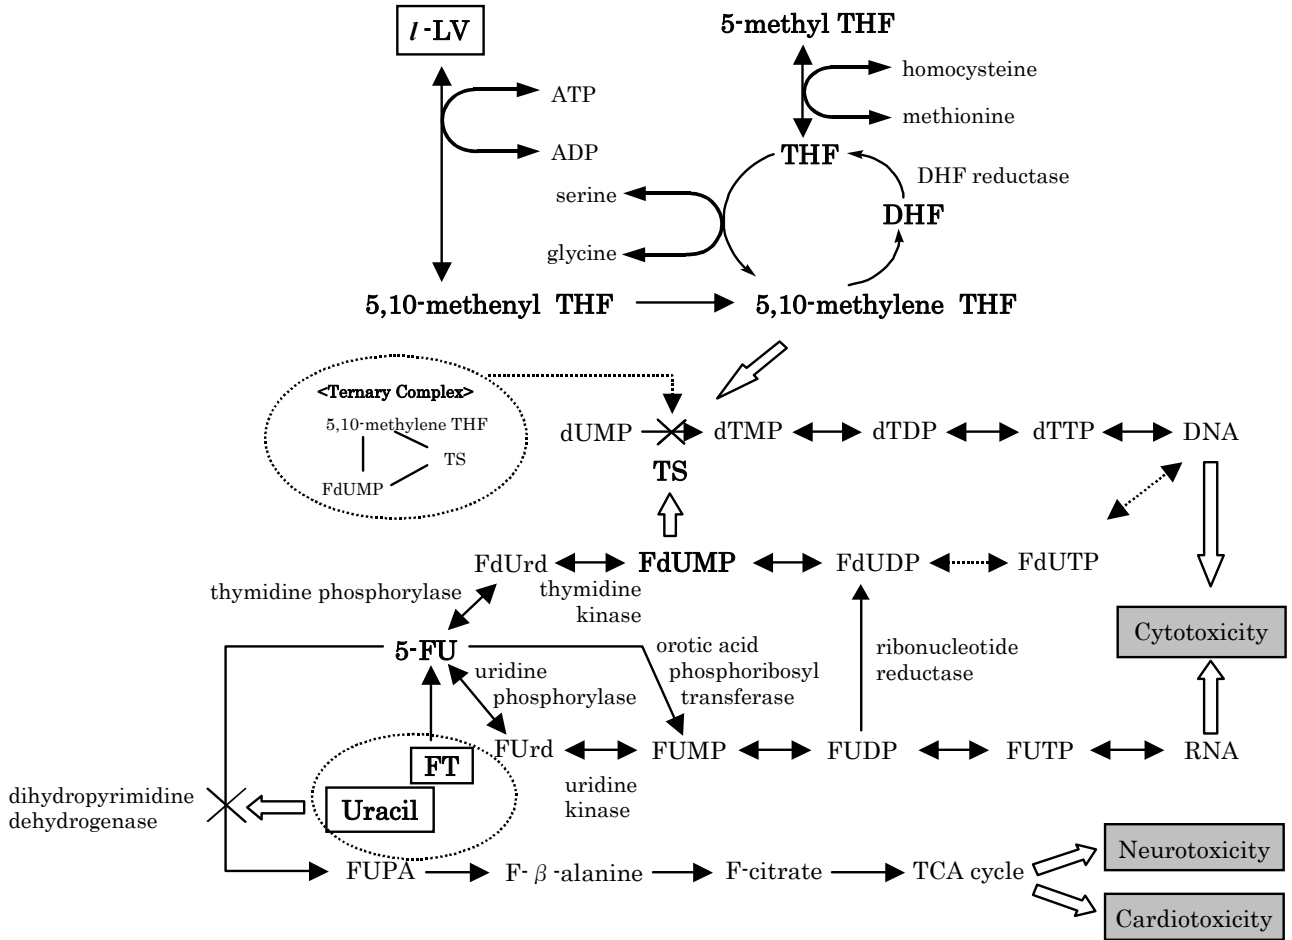 l-LV
5-methyl THF
homocysteine
ATP
methionine
ADP
THF
DHF reductase
serine
DHF
glycine
5,10-methenyl THF
5,10-methylene THF
<Ternary Complex>
5,10-methylene THF
TS
FdUMP
dUMP
dTMP
dTDP
dTTP
DNA
TS
FdUrd
FdUMP
FdUDP
FdUTP
thymidine phosphorylase
thymidine
kinase
Cytotoxicity
5-FU
uridine
phosphorylase
orotic acid
phosphoribosyl
transferase
ribonucleotide
reductase
FT
FUrd
FUMP
FUDP
FUTP
RNA
uridine
kinase
dihydropyrimidine
dehydrogenase
Uracil
FUPA
F-β-alanine
F-citrate
TCA cycle
Neurotoxicity
Cardiotoxicity